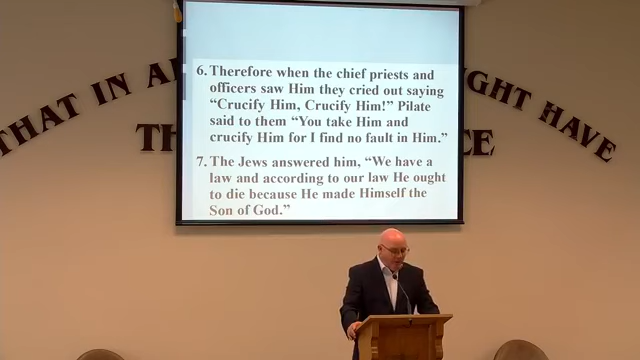 THAT IN
HAVE
6. Therefore when the chief priests and
officers saw Him they cried out saying
“Crucify Him, Crucify Him!” Pilate
said to them “You take Him and
crucify Him for I find no fault in Him.”
7. The Jews answered him, “We have a
law and according to our law He ought
to die because He made Himself the
Son of God.”